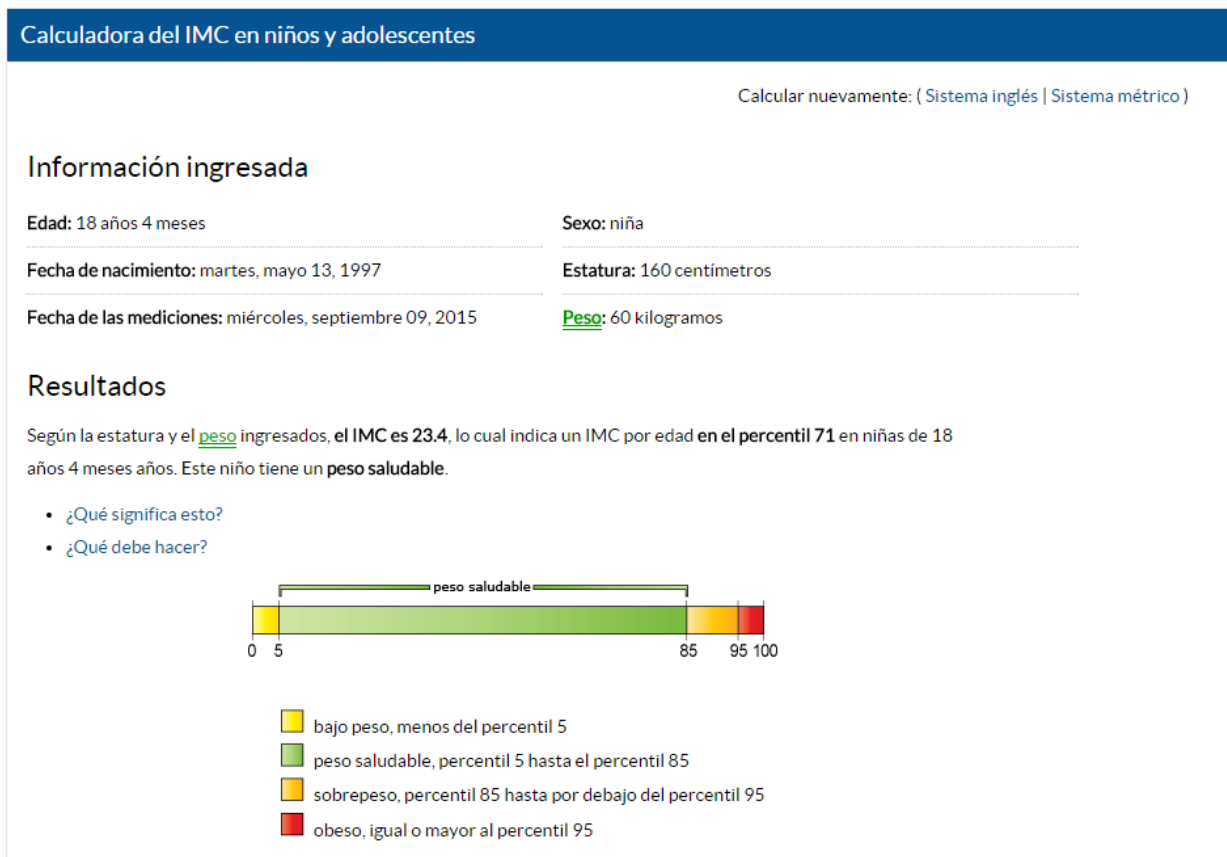 Calculadora del IMC en niños y adolescentes
Calcular nuevamente: ( Sistema inglés | Sistema métrico )
Información ingresada
Edad: 18 años 4 meses
Sexo: niña
Fecha de nacimiento: martes, mayo 13, 1997
Estatura: 160 centímetros
Fecha de las mediciones: miércoles, septiembre 09, 2015
Peso: 60 kilogramos
Resultados
Según la estatura y el peso ingresados, el IMC es 23.4, lo cual indica un IMC por edad en el percentil 71 en niñas de 18
años 4 meses años. Este niño tiene un peso saludable.
• ¿Qué significa esto?
• ¿Qué debe hacer?
peso saludable
0 5 85 95 100
bajo peso, menos del percentil 5
peso saludable, percentil 5 hasta el percentil 85
sobrepeso, percentil 85 hasta por debajo del percentil 95
obeso, igual o mayor al percentil 95